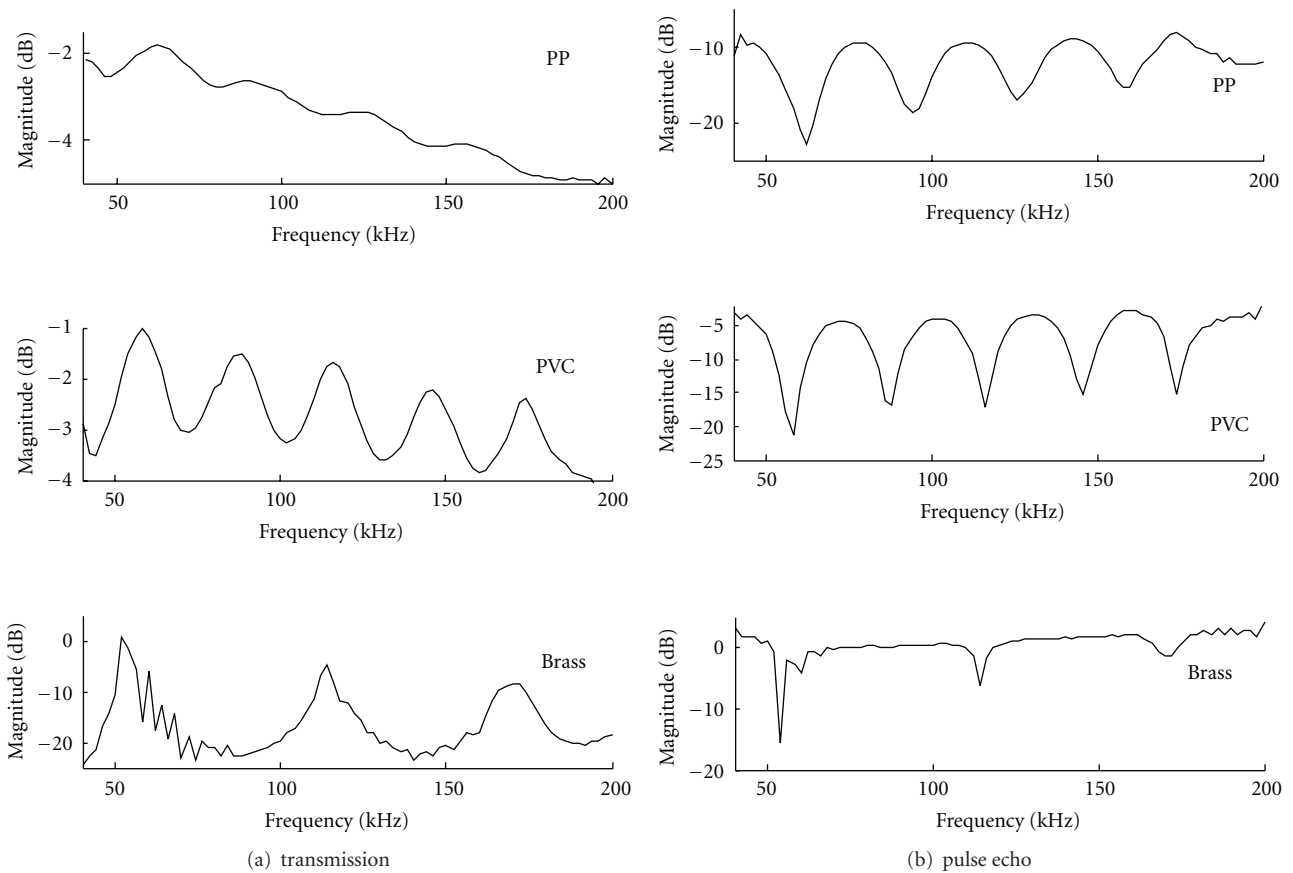 Magnitude (dB)
−2
−4
PP
50
100
150
200
Frequency (kHz)
Magnitude (dB)
−1
−2
−3
−4
PVC
50
100
150
200
Frequency (kHz)
Magnitude (dB)
0
−10
−20
Brass
50
100
150
200
Frequency (kHz)
(a) transmission
Magnitude (dB)
−10
−20
PP
50
100
150
200
Frequency (kHz)
Magnitude (dB)
−5
−10
−15
−20
−25
PVC
50
100
150
200
Frequency (kHz)
Magnitude (dB)
0
−10
−20
Brass
50
100
150
200
Frequency (kHz)
(b) pulse echo